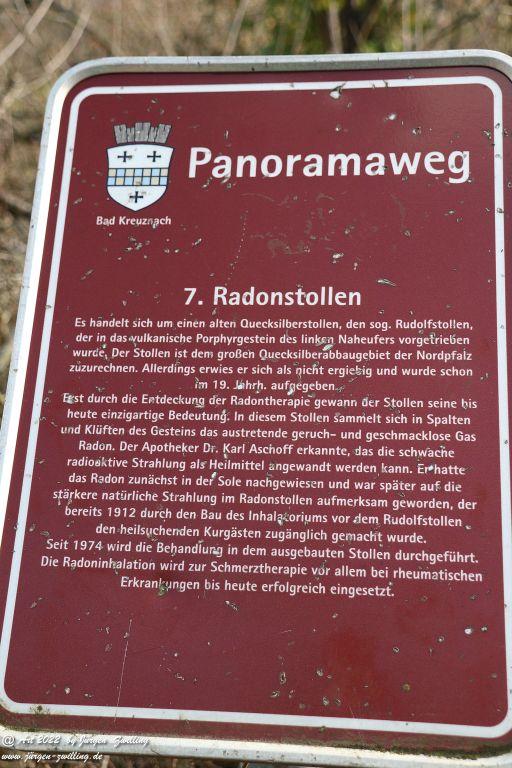 Panoramaweg
Bad Kreuznach
7. Radonstollen
Es handelt sich um einen alten Quecksilberstollen, den sog. Rudolfstollen,
der in das vulkanische Porphyrgestein des linken Naheufers vorgetrieben
wurde. Der Stollen ist dem großen Quecksilberabbaugebiet der Nordpfalz
zuzurechnen. Allerdings erwies er sich als nicht ergiebig und wurde schon
im 19. Jahrh. aufgegeben.
Erst durch die Entdeckung der Radontherapie gewann der Stollen seine bis
heute einzigartige Bedeutung. In diesem Stollen sammelt sich in Spalten
und Klüften des Gesteins das austretende geruch- und geschmacklose Gas
Radon. Der Apotheker Dr. Karl Aschoff erkannte, das die schwache
radioaktive Strahlung als Heilmittel angewandt werden kann. Er hatte
das Radon zunächst in der Sole nachgewiesen und war später auf die
stärkere natürliche Strahlung im Radonstollen aufmerksam geworden, der
bereits 1912 durch den Bau des Inhalatoriums vor dem Rudolfstollen
den heilsuchenden Kurgästen zugänglich gemacht wurde.
Seit 1974 wird die Behandlung in dem ausgebauten Stollen durchgeführt.
Die Radoninhalation wird zur Schmerztherapie vor allem bei rheumatischen
Erkrankungen bis heute erfolgreich eingesetzt.
@ Art 2022 by Jürgen Zwilling
www.jürgen-zwilling.de